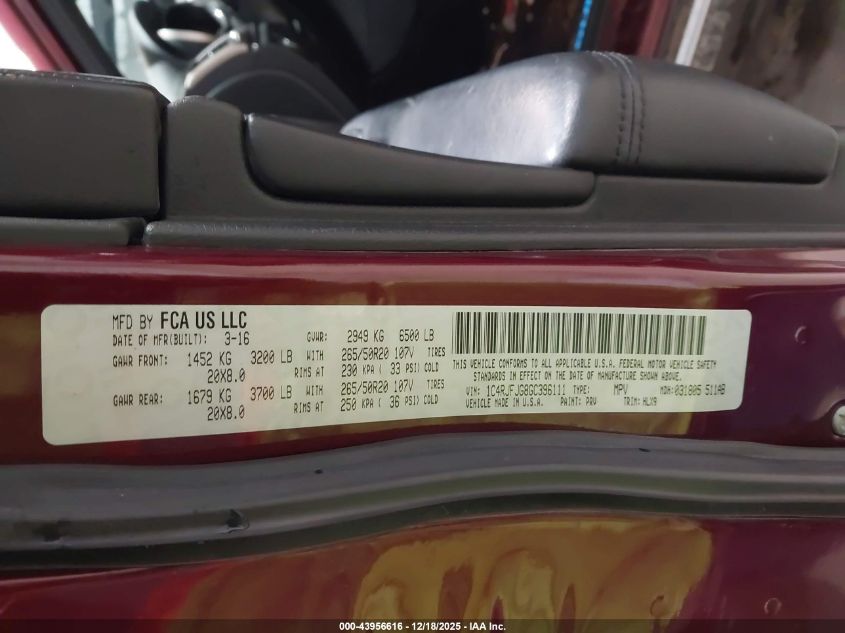 MFD BY FCA US LLC
DATE OF MFR(BUILT): 3-16 GVWR: 2949 KG 6500 LB
GAWR FRONT: 1452 KG 3200 LB WITH 265/50R20 107V TIRES
20X8.0 RIMS AT 230 KPA ( 33 PSI) COLD
GAWR REAR: 1679 KG 3700 LB WITH 265/50R20 107V TIRES
20X8.0 RIMS AT 250 KPA ( 36 PSI) COLD
THIS VEHICLE CONFORMS TO ALL APPLICABLE U.S.A. FEDERAL MOTOR VEHICLE SAFETY
STANDARDS IN EFFECT ON THE DATE OF MANUFACTURE SHOWN ABOVE.
VIN: 1C4RJFJG8GC396111 TYPE: MPV MDH: 031805 511AB
VEHICLE MADE IN U.S.A. PAINT: PRV TRIM: HLX9
000-43956616 - 12/18/2025 - IAA Inc.